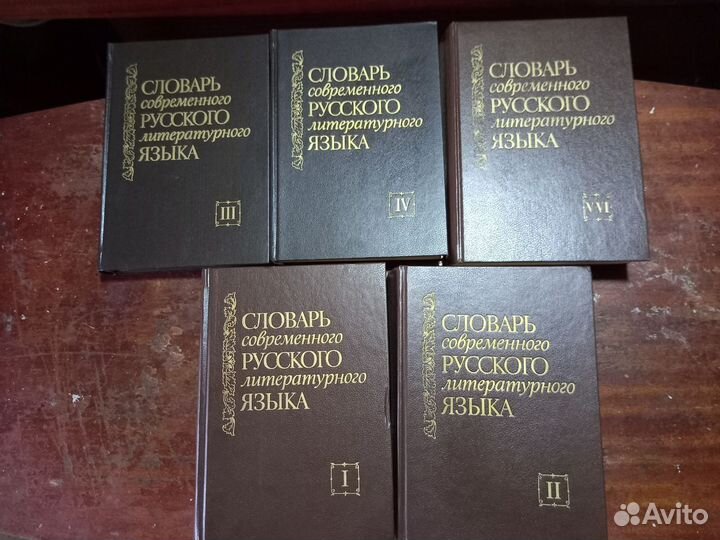 СЛОВАРЬ
современного
РУССКОГО
литературного
ЯЗЫКА
III
СЛОВАРЬ
современного
РУССКОГО
литературного
ЯЗЫКА
IV
СЛОВАРЬ
современного
РУССКОГО
литературного
ЯЗЫКА
V VI
СЛОВАРЬ
современного
РУССКОГО
литературного
ЯЗЫКА
I
СЛОВАРЬ
современного
РУССКОГО
литературного
ЯЗЫКА
II
Avito